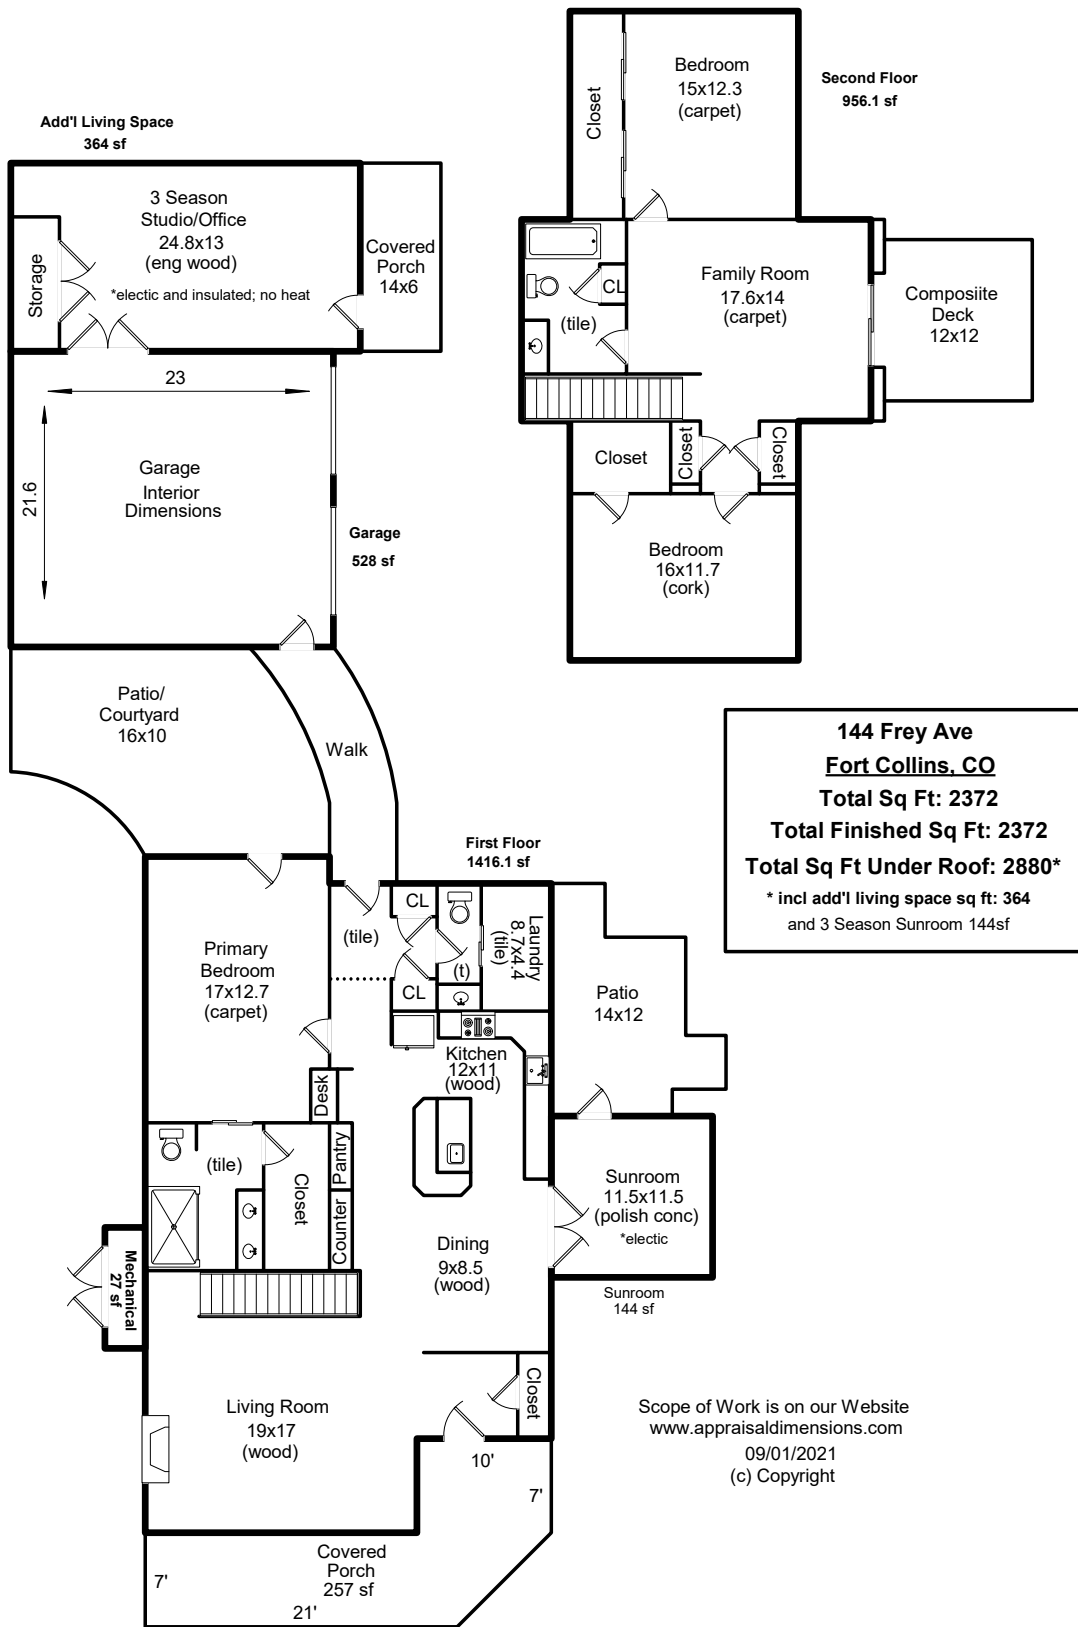 Add'l Living Space
364 sf
3 Season
Studio/Office
24.8x13
(eng wood)
*electic and insulated; no heat
Storage
Covered
Porch
14x6
23
21.6
Garage
Interior
Dimensions
Garage
528 sf
Patio/
Courtyard
16x10
Walk
Second Floor
956.1 sf
Closet
Bedroom
15x12.3
(carpet)
CL
(tile)
Family Room
17.6x14
(carpet)
Composiite
Deck
12x12
Closet
Closet
Closet
Bedroom
16x11.7
(cork)
144 Frey Ave
Fort Collins, CO
Total Sq Ft: 2372
Total Finished Sq Ft: 2372
Total Sq Ft Under Roof: 2880*
* incl add'l living space sq ft: 364
and 3 Season Sunroom 144sf
First Floor
1416.1 sf
Primary
Bedroom
17x12.7
(carpet)
(tile)
CL
CL
(t)
Laundry
8.7x4.4
(tile)
Patio
14x12
Kitchen
12x11
(wood)
Desk
Pantry
Counter
(tile)
Closet
Sunroom
11.5x11.5
(polish conc)
*electic
Sunroom
144 sf
Dining
9x8.5
(wood)
Mechanical
27 sf
Living Room
19x17
(wood)
Closet
10'
7'
Covered
Porch
257 sf
7'
21'
Scope of Work is on our Website
www.appraisaldimensions.com
09/01/2021
(c) Copyright